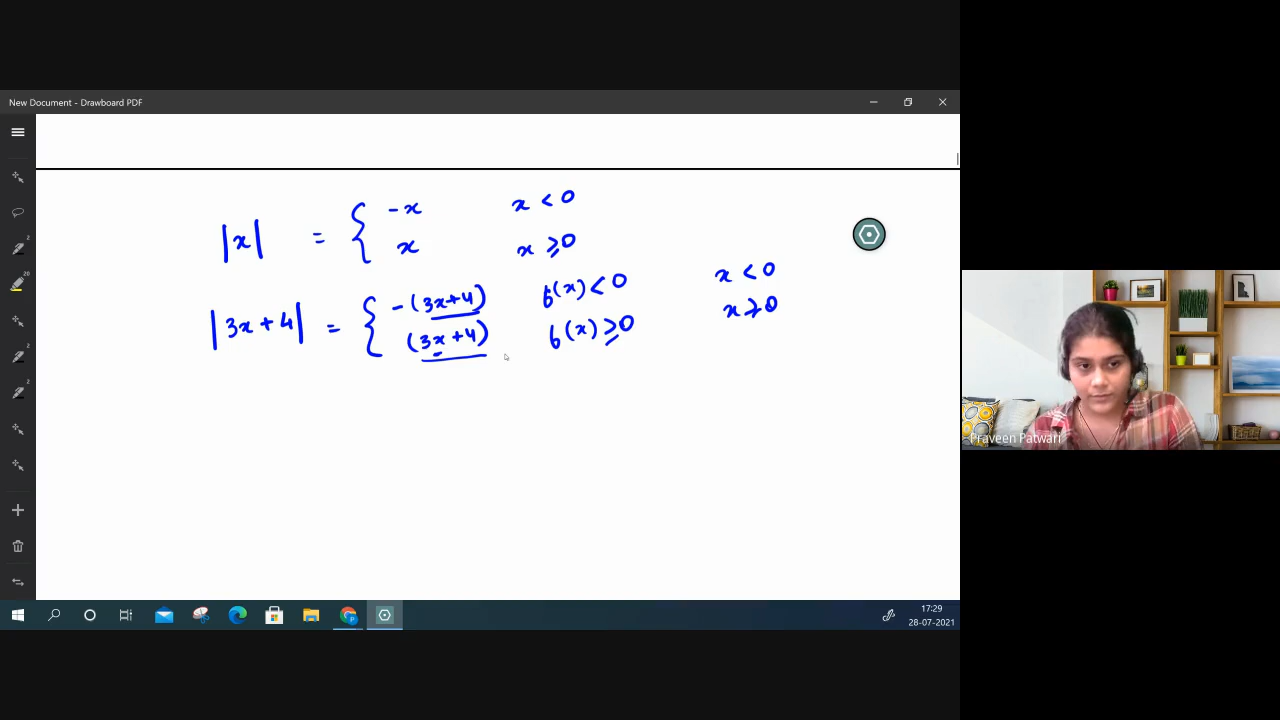 New Document - Drawboard PDF
|x| = { -x x < 0
x x ≥ 0
|3x + 4| = { -(3x+4) f(x) < 0 x < 0
(3x + 4) f(x) ≥ 0 x ≥ 0
Praveen Patwari
17:29
28-07-2021